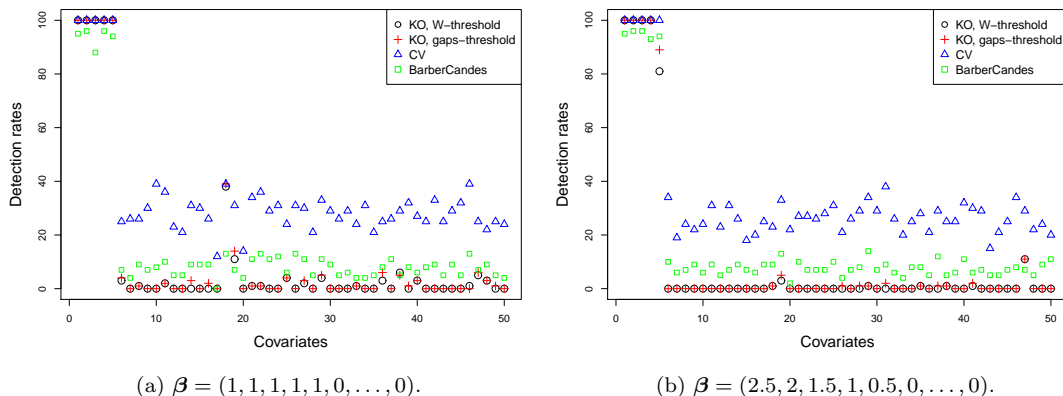 Detection rates
100
80
60
40
20
0
KO, W-threshold
KO, gaps-threshold
CV
BarberCandes
0 10 20 30 40 50
Covariates
(a) β = (1, 1, 1, 1, 1, 0, . . . , 0).
Detection rates
100
80
60
40
20
0
KO, W-threshold
KO, gaps-threshold
CV
BarberCandes
0 10 20 30 40 50
Covariates
(b) β = (2.5, 2, 1.5, 1, 0.5, 0, . . . , 0).